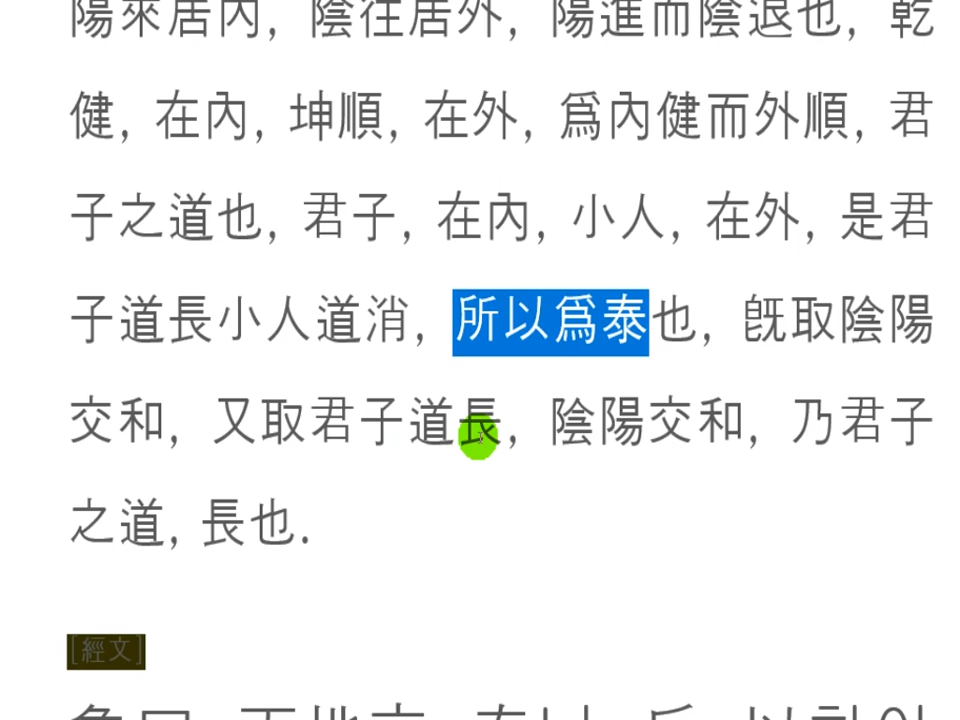 陽來居內, 陰往居外, 陽進而陰退也, 乾
健, 在內, 坤順, 在外, 爲內健而外順, 君
子之道也, 君子, 在內, 小人, 在外, 是君
子道長小人道消, 所以爲泰也, 旣取陰陽
交和, 又取君子道長, 陰陽交和, 乃君子
之道, 長也.
[經文]